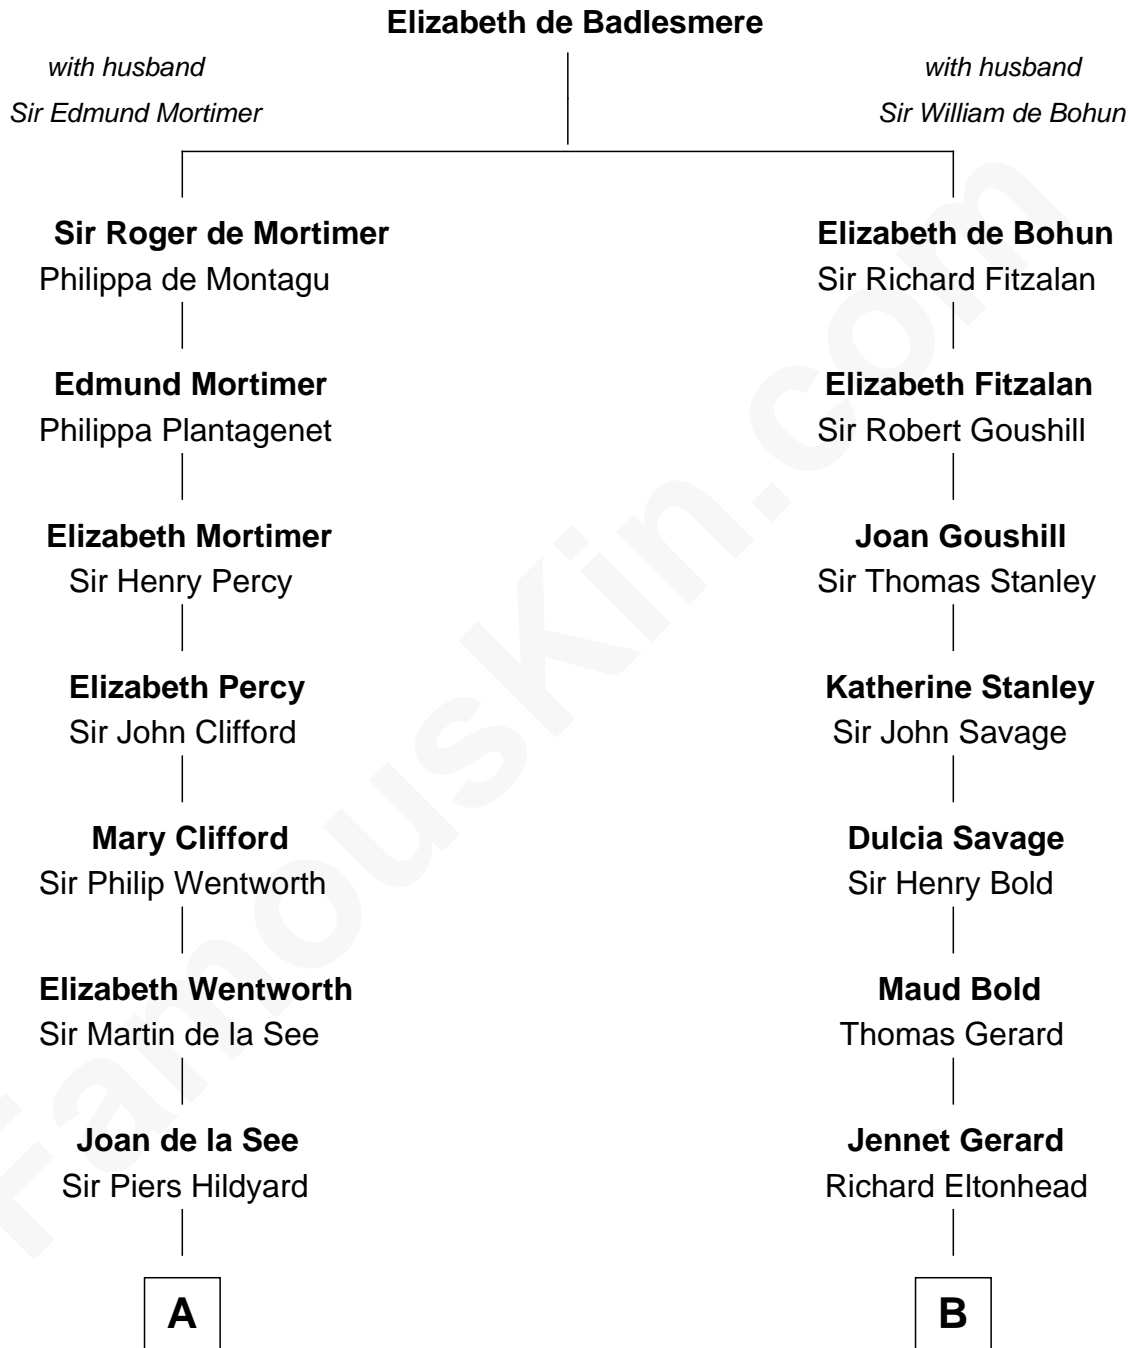 Elizabeth de Badlesmere
with husband
Sir Edmund Mortimer
with husband
Sir William de Bohun
Sir Roger de Mortimer
Philippa de Montagu
Elizabeth de Bohun
Sir Richard Fitzalan
Edmund Mortimer
Philippa Plantagenet
Elizabeth Fitzalan
Sir Robert Goushill
Elizabeth Mortimer
Sir Henry Percy
Joan Goushill
Sir Thomas Stanley
Elizabeth Percy
Sir John Clifford
Katherine Stanley
Sir John Savage
Mary Clifford
Sir Philip Wentworth
Dulcia Savage
Sir Henry Bold
Elizabeth Wentworth
Sir Martin de la See
Maud Bold
Thomas Gerard
Joan de la See
Sir Piers Hildyard
Jennet Gerard
Richard Eltonhead
A
B
FamousKin.com